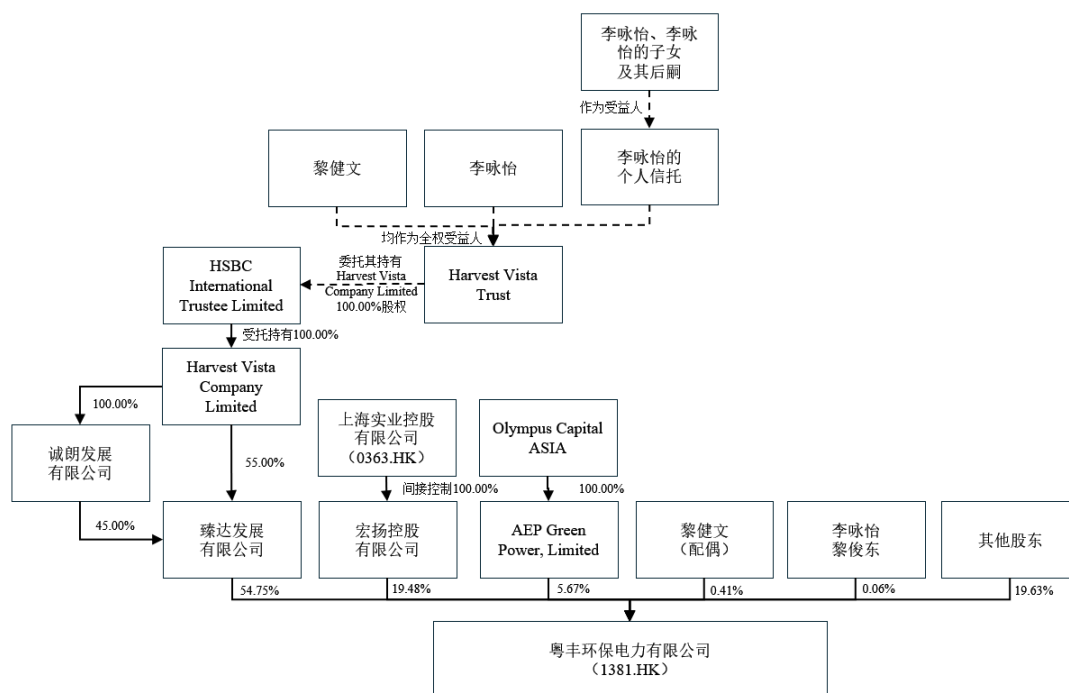 李咏怡、李咏
怡的子女
及其后嗣
作为受益人
黎健文
李咏怡
李咏怡的
个人信托
均作为全权受益人
HSBC
International
Trustee Limited
委托其持有
Harvest Vista
Company Limited
100.00%股权
Harvest Vista
Trust
受托持有100.00%
Harvest Vista
Company
Limited
100.00%
诚朗发展
有限公司
55.00%
上海实业控股
有限公司
（0363.HK）
Olympus Capital
ASIA
间接控制100.00%
100.00%
45.00%
臻达发展
有限公司
宏扬控股
有限公司
AEP Green
Power, Limited
黎健文
（配偶）
李咏怡
黎俊东
其他股东
54.75%
19.48%
5.67%
0.41%
0.06%
19.63%
粤丰环保电力有限公司
（1381.HK）